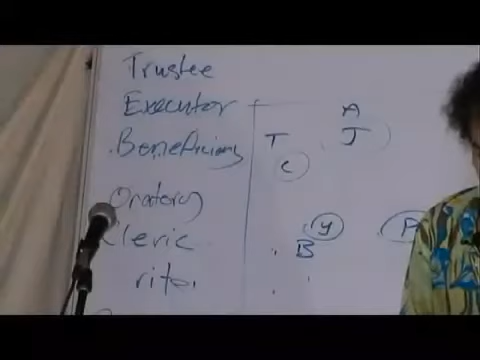 Trustee
Executor A
Beneficiary T J
C
Oratory
Cleric y P
B